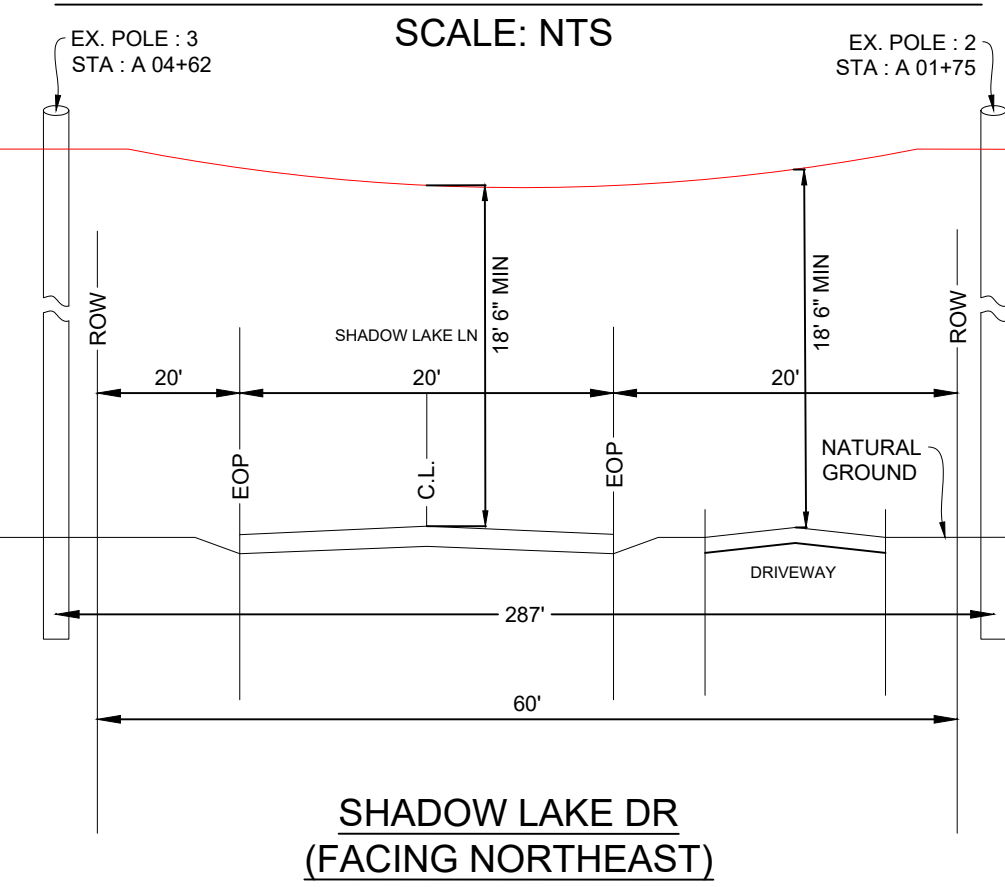 SCALE: NTS
EX. POLE : 3
STA : A 04+62
EX. POLE : 2
STA : A 01+75
ROW
ROW
18' 6" MIN
18' 6" MIN
SHADOW LAKE LN
20'
20'
20'
EOP
C.L.
EOP
NATURAL
GROUND
DRIVEWAY
287'
60'
SHADOW LAKE DR
(FACING NORTHEAST)